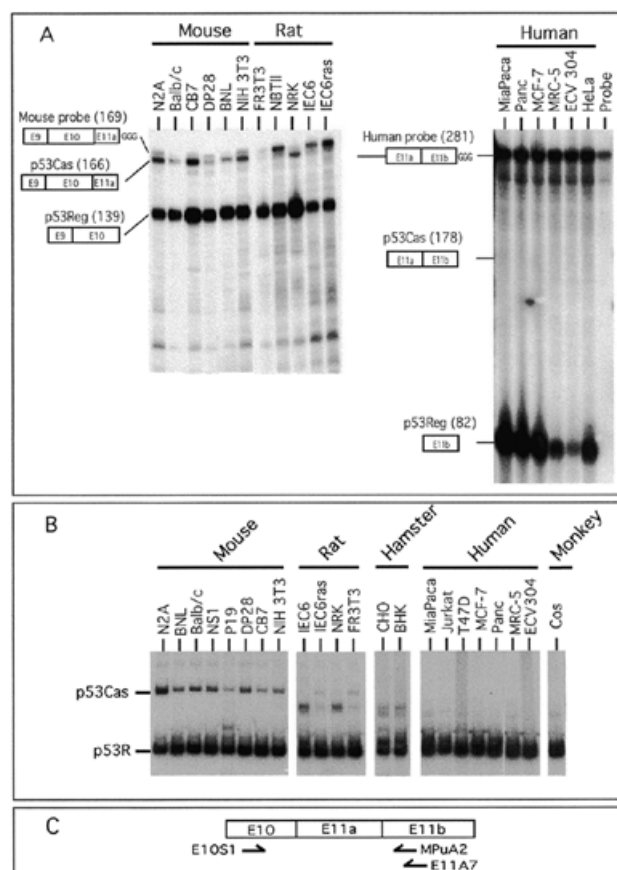 A
Mouse Rat
N2A Balb/c CB7 DP28 BNL NIH 3T3 FR3T3 NBTII NRK IEC6 IEC6ras
Mouse probe (169)
E9 E10 E11a GGG
p53Cas (166)
E9 E10 E11a
p53Reg (139)
E9 E10
Human
MiaPaca Panc MCF-7 MRC-5 ECV 304 HeLa Probe
Human probe (281)
E11a E11b GGG
p53Cas (178)
E11a E11b
p53Reg (82)
E11b
B
Mouse Rat Hamster Human Monkey
N2A BNL Balb/c NS1 P19 DP28 CB7 NIH 3T3 IEC6 IEC6ras NRK FR3T3 CHO BHK MiaPaca Jurkat T47D MCF-7 Panc MRC-5 ECV304 Cos
p53Cas
p53R
C
E10 E11a E11b
E10S1 MPuA2
E11A7